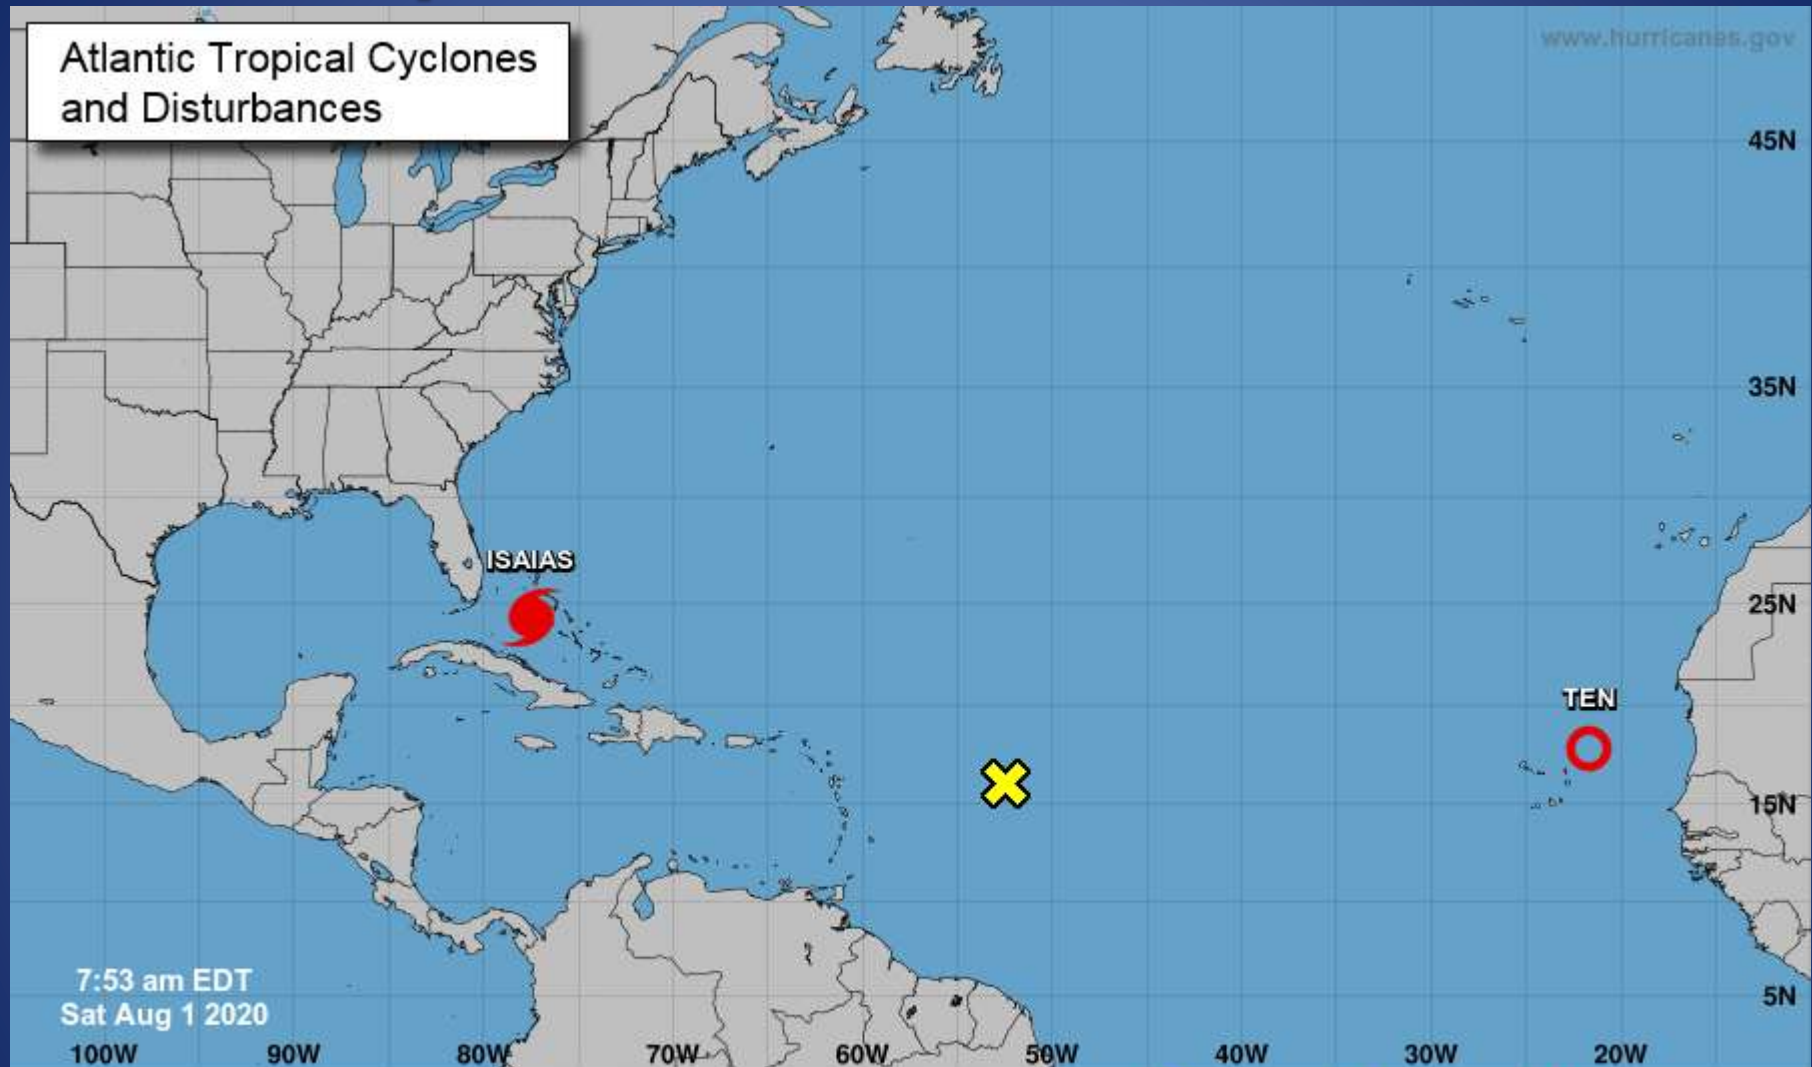 Atlantic Tropical Cyclones
and Disturbances
www.hurricanes.gov
45N
35N
ISAIAS
25N
TEN
15N
7:53 am EDT
Sat Aug 1 2020
5N
100W 90W 80W 70W 60W 50W 40W 30W 20W